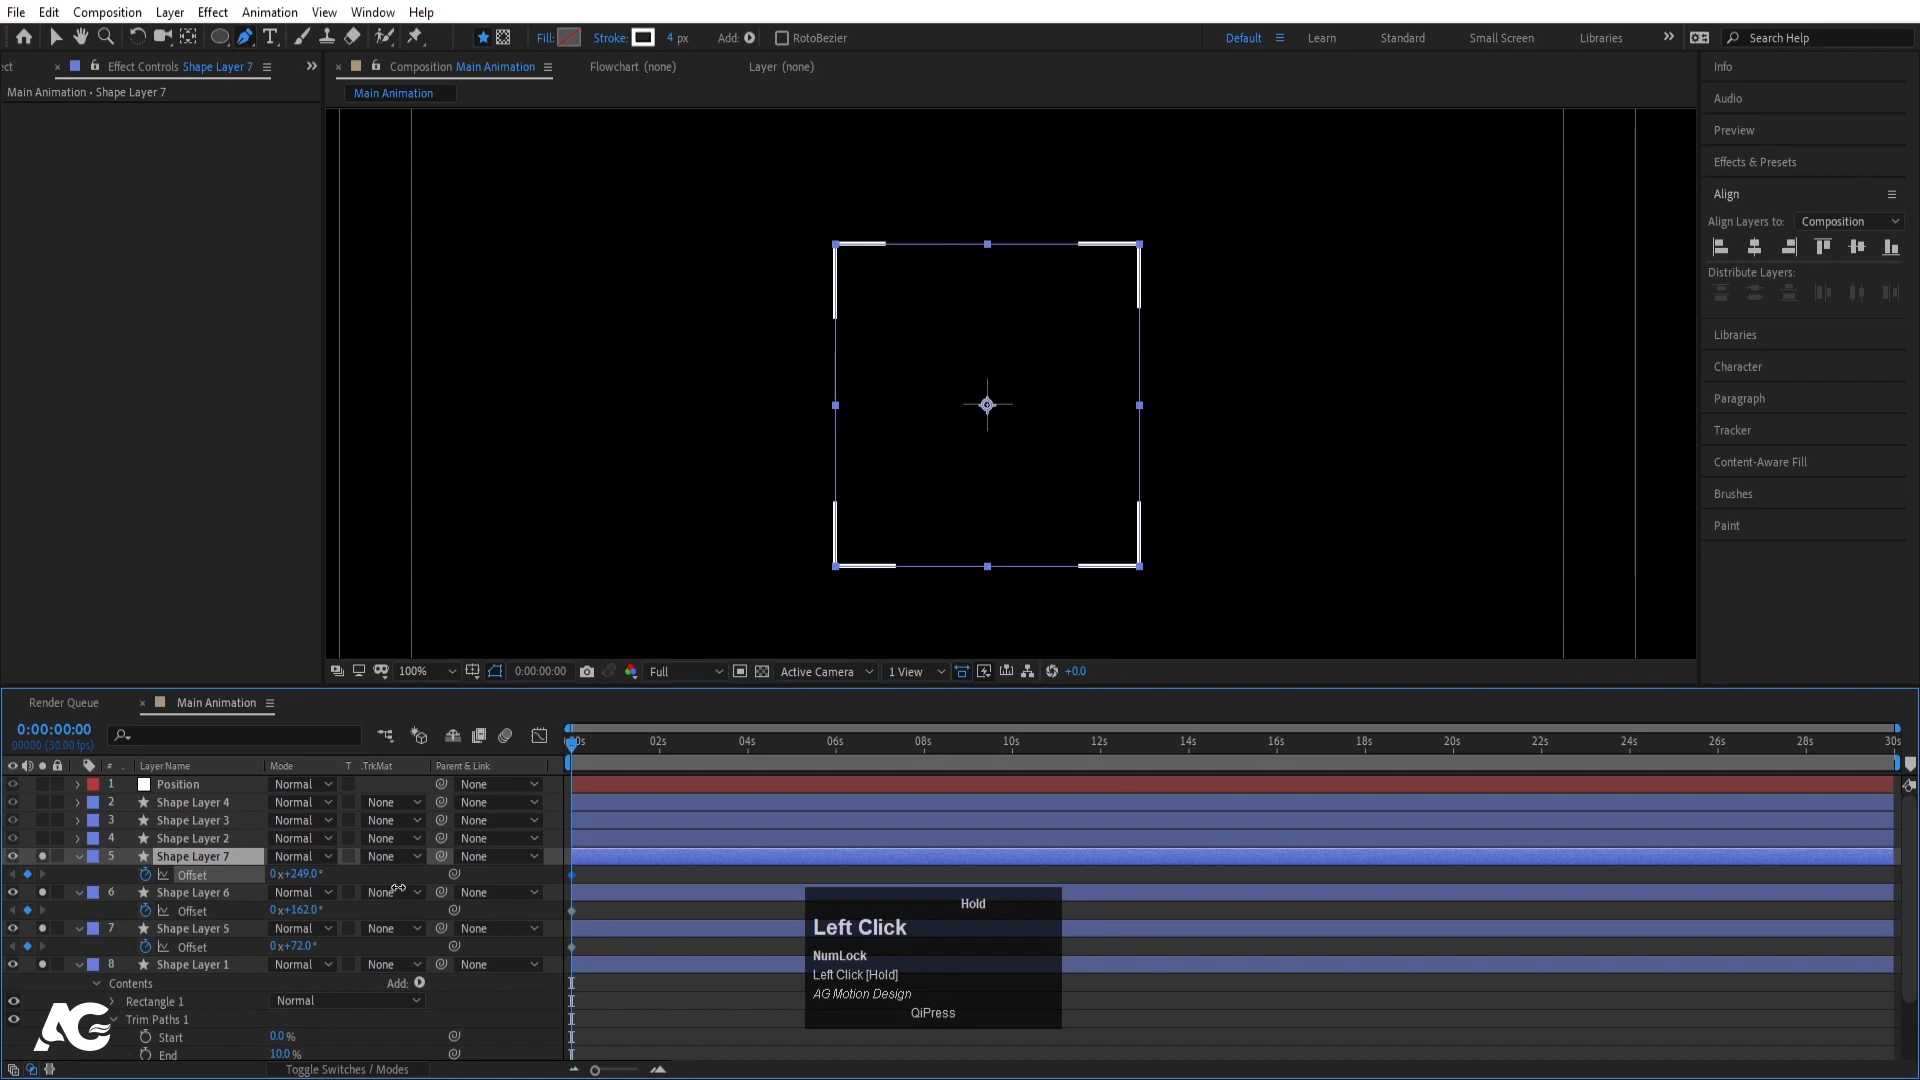 File Edit Composition Layer Effect Animation View Window Help
Fill: Stroke: 4 px Add: RotoBezier Default Learn Standard Small Screen Libraries Search Help
ect Effect Controls Shape Layer 7 Composition Main Animation Flowchart (none) Layer (none) Info
Main Animation • Shape Layer 7 Main Animation
Audio
Preview
Effects & Presets
Align
Align Layers to: Composition
Distribute Layers:
Libraries
Character
Paragraph
Tracker
Content-Aware Fill
Brushes
Paint
100% 0:00:00:00 Full Active Camera 1 View +0.0
Render Queue Main Animation
0:00:00:00
00000 (30.00 fps)
:00s 02s 04s 06s 08s 10s 12s 14s 16s 18s 20s 22s 24s 26s 28s 30s
# Layer Name Mode T .TrkMat Parent & Link
1 Position Normal None
2 Shape Layer 4 Normal None None
3 Shape Layer 3 Normal None None
4 Shape Layer 2 Normal None None
5 Shape Layer 7 Normal None None
Offset 0x+249.0°
6 Shape Layer 6 Normal None None
Offset 0x+162.0°
7 Shape Layer 5 Normal None None
Offset 0x+72.0°
8 Shape Layer 1 Normal None None
Contents Add:
Rectangle 1 Normal
Trim Paths 1
Start 0.0 %
End 10.0 %
Toggle Switches / Modes
Hold
Left Click
NumLock
Left Click [Hold]
AG Motion Design
QiPress
AG